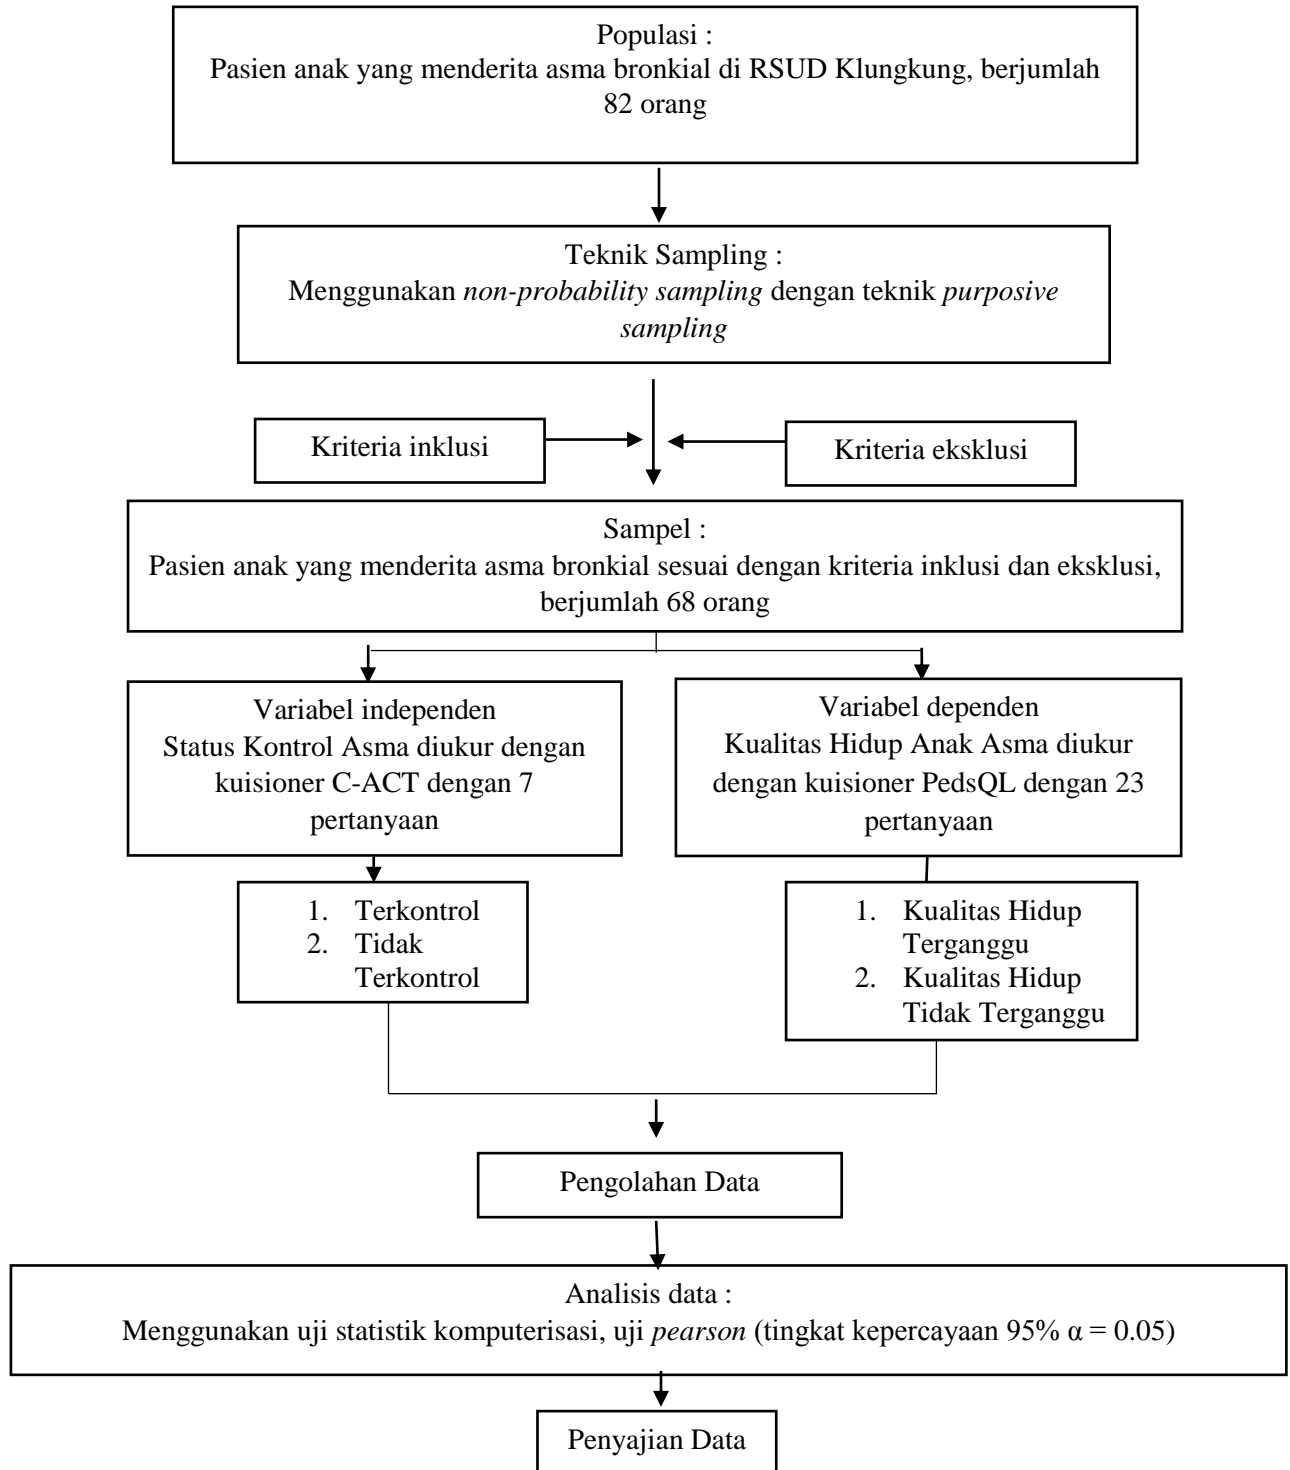 Populasi :
Pasien anak yang menderita asma bronkial di RSUD Klungkung, berjumlah
82 orang
Teknik Sampling :
Menggunakan non-probability sampling dengan teknik purposive
sampling
Kriteria inklusi
Kriteria eksklusi
Sampel :
Pasien anak yang menderita asma bronkial sesuai dengan kriteria inklusi dan eksklusi,
berjumlah 68 orang
Variabel independen
Status Kontrol Asma diukur dengan
kuisioner C-ACT dengan 7
pertanyaan
Variabel dependen
Kualitas Hidup Anak Asma diukur
dengan kuisioner PedsQL dengan 23
pertanyaan
1. Terkontrol
2. Tidak
Terkontrol
1. Kualitas Hidup
Terganggu
2. Kualitas Hidup
Tidak Terganggu
Pengolahan Data
Analisis data :
Menggunakan uji statistik komputerisasi, uji pearson (tingkat kepercayaan 95% α = 0.05)
Penyajian Data